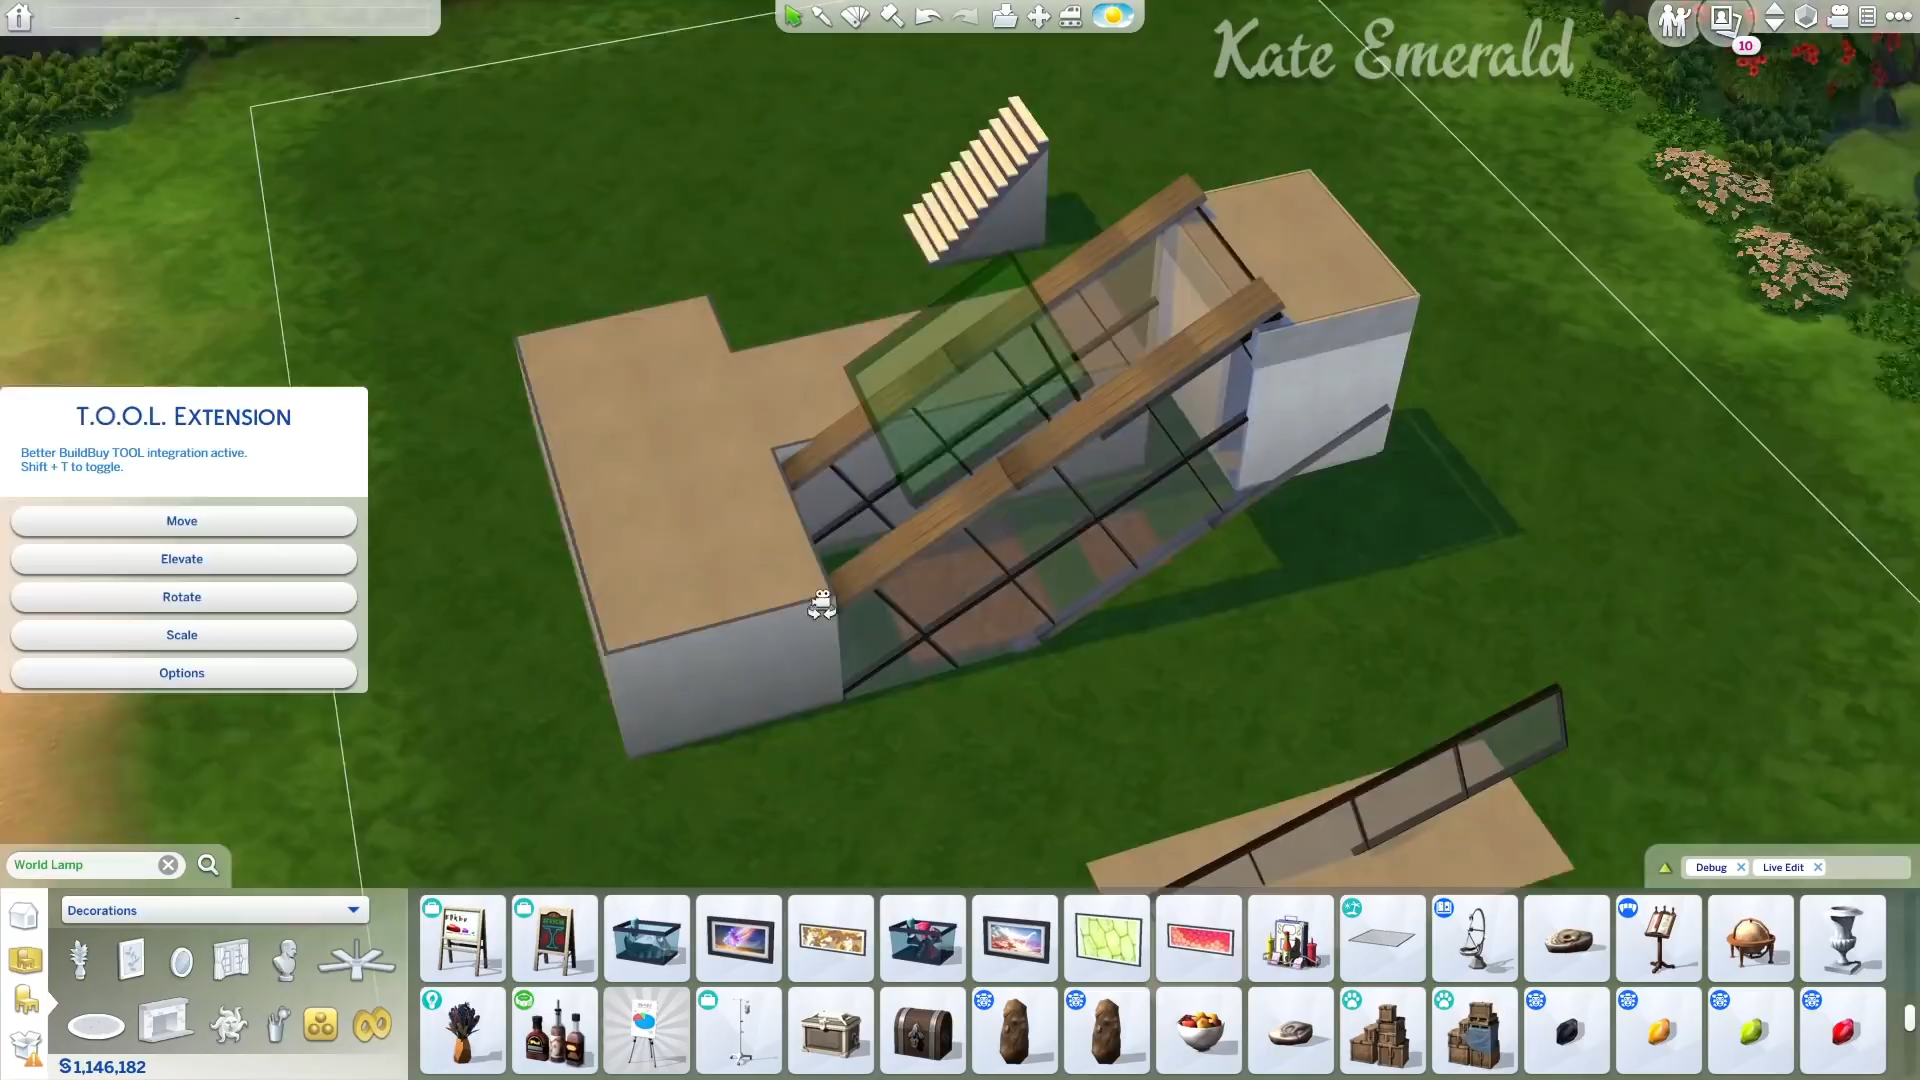 -
Kate Emerald
10
T.O.O.L. Extension
Better BuildBuy TOOL integration active.
Shift + T to toggle.
Move
Elevate
Rotate
Scale
Options
World Lamp
Debug
Live Edit
Decorations
§1,146,182